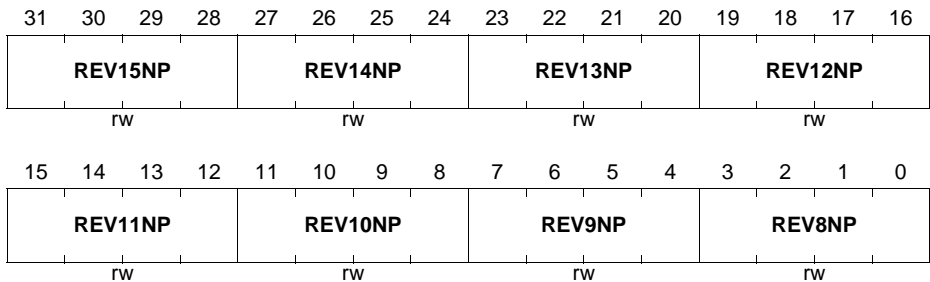 31 30 29 28 27 26 25 24 23 22 21 20 19 18 17 16
REV15NP REV14NP REV13NP REV12NP
rw rw rw rw
15 14 13 12 11 10 9 8 7 6 5 4 3 2 1 0
REV11NP REV10NP REV9NP REV8NP
rw rw rw rw